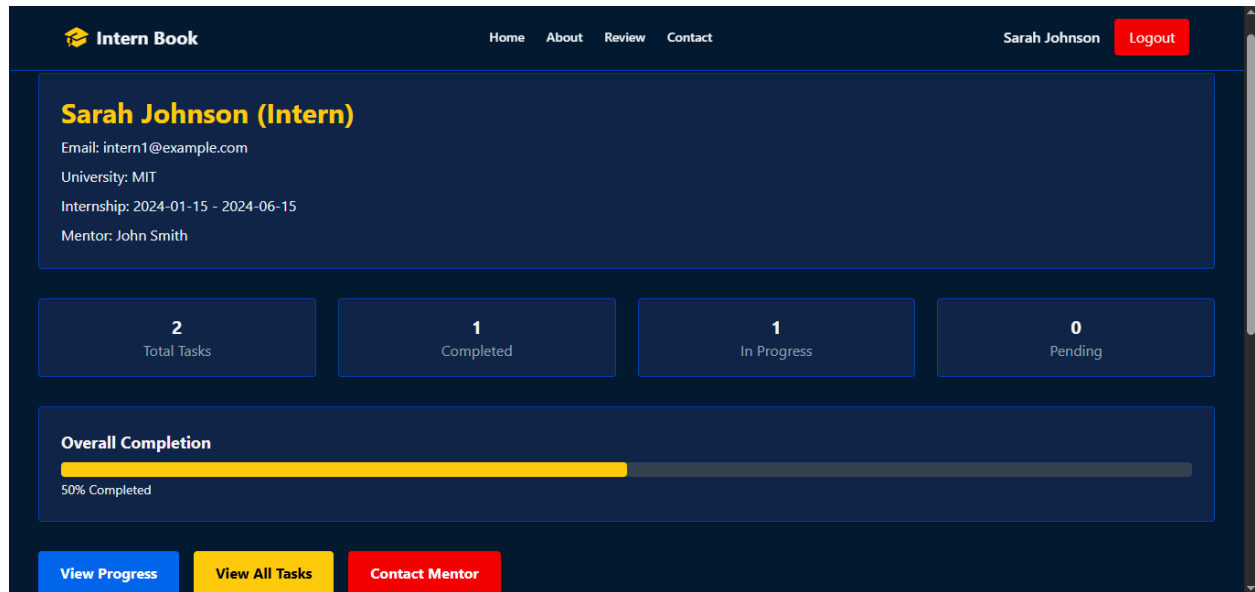 Intern Book
Home About Review Contact
Sarah Johnson Logout
Sarah Johnson (Intern)
Email: intern1@example.com
University: MIT
Internship: 2024-01-15 - 2024-06-15
Mentor: John Smith
2
Total Tasks
1
Completed
1
In Progress
0
Pending
Overall Completion
50% Completed
View Progress
View All Tasks
Contact Mentor